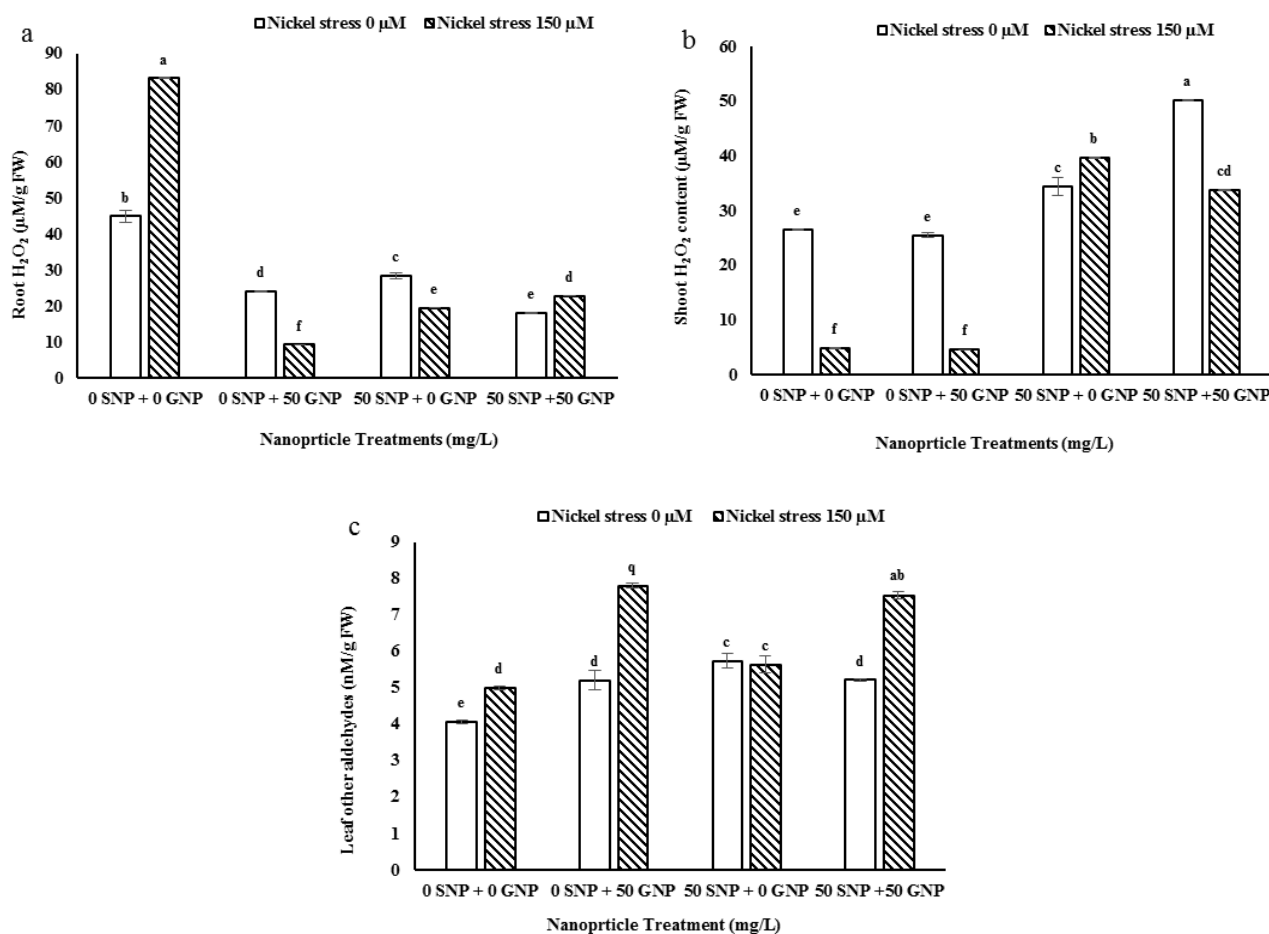 a
Nickel stress 0 µM Nickel stress 150 µM
90
80
70
60
50
40
30
20
10
0
Root H₂O₂ (µM/g FW)
b
a
d
f
c
e
e
d
0 SNP + 0 GNP 0 SNP + 50 GNP 50 SNP + 0 GNP 50 SNP +50 GNP
Nanoprticle Treatments (mg/L)
b
Nickel stress 0 µM Nickel stress 150 µM
60
50
40
30
20
10
0
Shoot H₂O₂ content (µM/g FW)
e
f
e
f
c
b
a
cd
0 SNP + 0 GNP 0 SNP + 50 GNP 50 SNP + 0 GNP 50 SNP +50 GNP
Nanoprticle Treatments (mg/L)
c
Nickel stress 0 µM Nickel stress 150 µM
9
8
7
6
5
4
3
2
1
0
Leaf other aldehydes (nM/g FW)
e
d
d
q
c
c
d
ab
0 SNP + 0 GNP 0 SNP + 50 GNP 50 SNP + 0 GNP 50 SNP +50 GNP
Nanoprticle Treatment (mg/L)